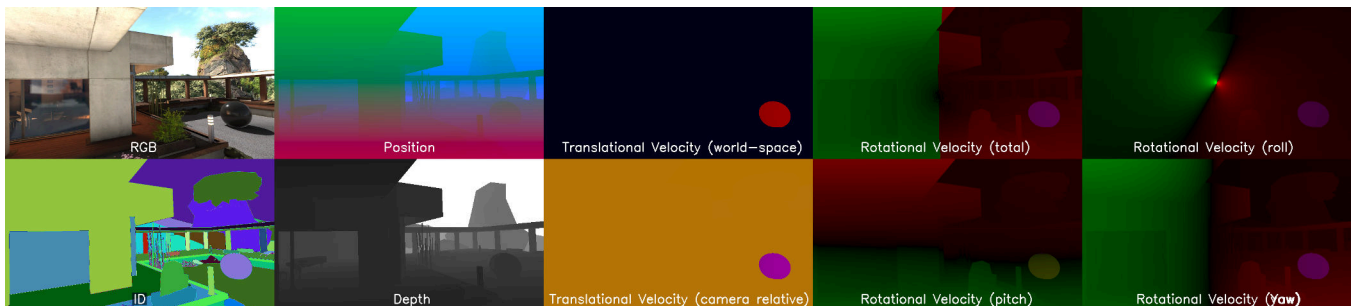 RGB
Position
Translational Velocity (world-space)
Rotational Velocity (total)
Rotational Velocity (roll)
ID
Depth
Translational Velocity (camera relative)
Rotational Velocity (pitch)
Rotational Velocity (Yaw)